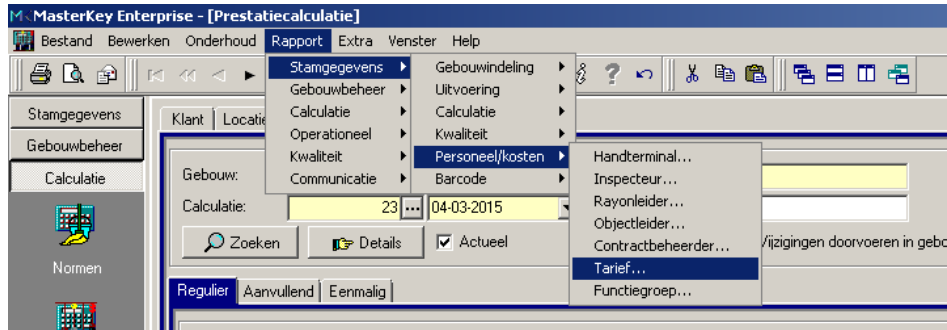 MasterKey Enterprise - [Prestatiecalculatie]
Bestand Bewerken Onderhoud Rapport Extra Venster Help
Stamgegevens
Gebouwbeheer
Calculatie
Operationeel
Kwaliteit
Communicatie
Gebouwindeling
Uitvoering
Calculatie
Kwaliteit
Personeel/kosten
Barcode
Handterminal...
Inspecteur...
Rayonleider...
Objectleider...
Contractbeheerder...
Tarief...
Functiegroep...
Stamgegevens
Gebouwbeheer
Calculatie
Normen
Klant Locatie
Gebouw:
Calculatie: 23 ... 04-03-2015
Zoeken Details Actueel
doorvoeren in gebo
Regulier Aanvullend Eenmalig